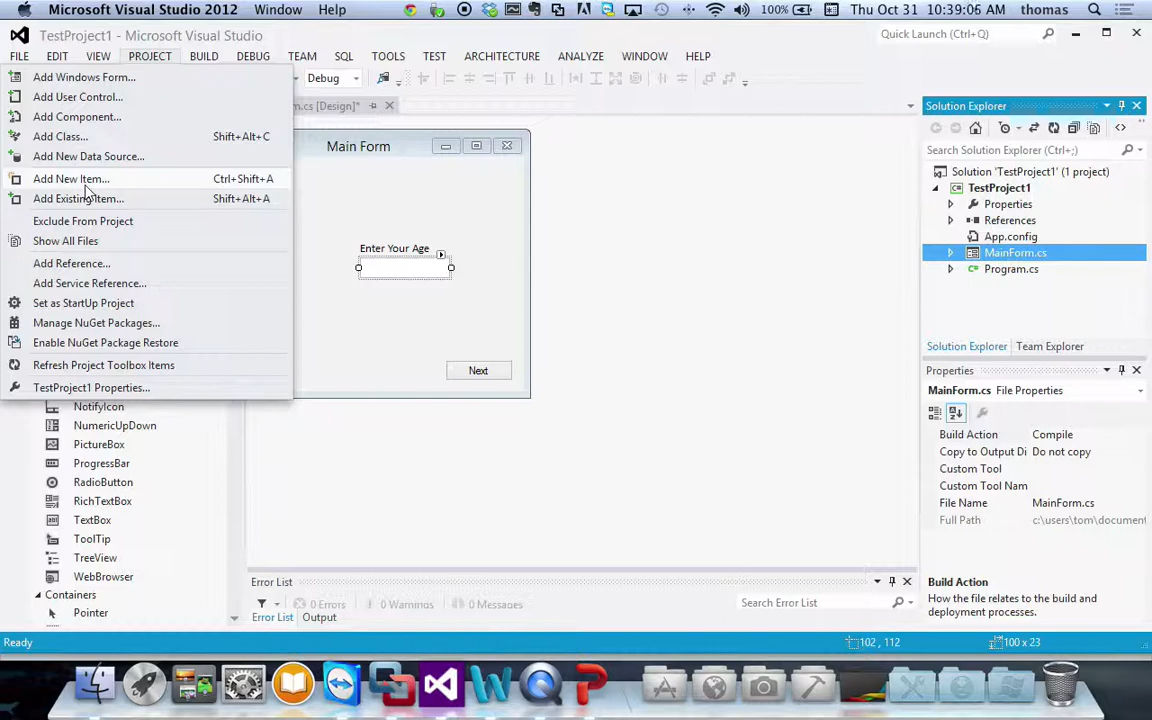 Microsoft Visual Studio 2012 Window Help 100% Thu Oct 31 10:39:06 AM thomas
TestProject1 - Microsoft Visual Studio Quick Launch (Ctrl+Q)
FILE EDIT VIEW PROJECT BUILD DEBUG TEAM SQL TOOLS TEST ARCHITECTURE ANALYZE WINDOW HELP
Debug
m.cs [Design]*
Add Windows Form...
Add User Control...
Add Component...
Add Class... Shift+Alt+C
Add New Data Source...
Add New Item... Ctrl+Shift+A
Add Existing Item... Shift+Alt+A
Exclude From Project
Show All Files
Add Reference...
Add Service Reference...
Set as StartUp Project
Manage NuGet Packages...
Enable NuGet Package Restore
Refresh Project Toolbox Items
TestProject1 Properties...
NotifyIcon
NumericUpDown
PictureBox
ProgressBar
RadioButton
RichTextBox
TextBox
ToolTip
TreeView
WebBrowser
Containers
Pointer
Main Form
Enter Your Age
Next
Error List
0 Errors 0 Warnings 0 Messages Search Error List
Error List Output
Solution Explorer
Search Solution Explorer (Ctrl+;)
Solution 'TestProject1' (1 project)
TestProject1
Properties
References
App.config
MainForm.cs
Program.cs
Solution Explorer Team Explorer
Properties
MainForm.cs File Properties
Build Action Compile
Copy to Output Di Do not copy
Custom Tool
Custom Tool Nam
File Name MainForm.cs
Full Path c:\users\tom\document
Build Action
How the file relates to the build and
deployment processes.
Ready 102 , 112 100 x 23